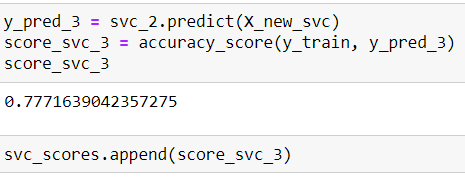 y_pred_3 = svc_2.predict(X_new_svc)
score_svc_3 = accuracy_score(y_train, y_pred_3)
score_svc_3
0.7771639042357275
svc_scores.append(score_svc_3)